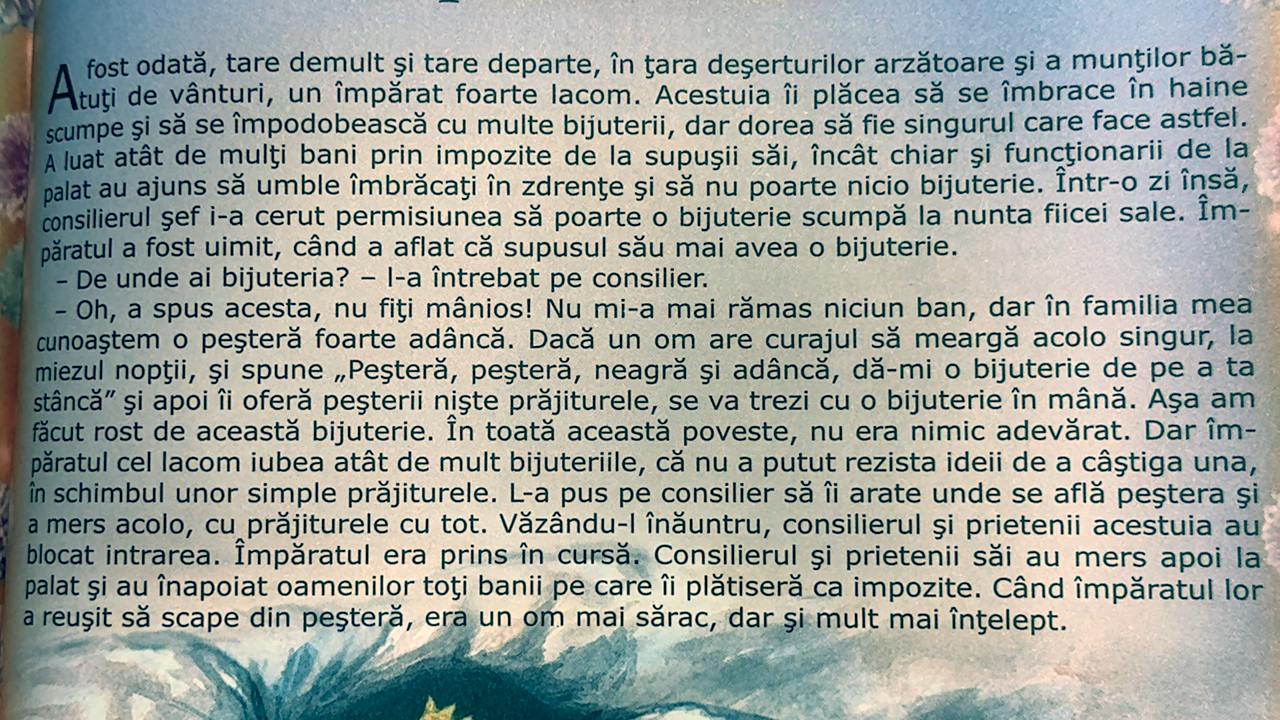 A fost odată, tare demult şi tare departe, în ţara deşerturilor arzătoare şi a munţilor bă-
tuţi de vânturi, un împărat foarte lacom. Acestuia îi plăcea să se îmbrace în haine
scumpe şi să se împodobească cu multe bijuterii, dar dorea să fie singurul care face astfel.
A luat atât de mulţi bani prin impozite de la supuşii săi, încât chiar şi funcţionarii de la
palat au ajuns să umble îmbrăcaţi în zdrenţe şi să nu poarte nicio bijuterie. Într-o zi însă,
consilierul şef i-a cerut permisiunea să poarte o bijuterie scumpă la nunta fiicei sale. Îm-
păratul a fost uimit, când a aflat că supusul său mai avea o bijuterie.
– De unde ai bijuteria? – l-a întrebat pe consilier.
– Oh, a spus acesta, nu fiţi mânios! Nu mi-a mai rămas niciun ban, dar în familia mea
cunoaştem o peşteră foarte adâncă. Dacă un om are curajul să meargă acolo singur, la
miezul nopţii, şi spune „Peşteră, peşteră, neagră şi adâncă, dă-mi o bijuterie de pe a ta
stâncă” şi apoi îi oferă peşterii nişte prăjiturele, se va trezi cu o bijuterie în mână. Aşa am
făcut rost de această bijuterie. În toată această poveste, nu era nimic adevărat. Dar îm-
păratul cel lacom iubea atât de mult bijuteriile, că nu a putut rezista ideii de a câştiga una,
în schimbul unor simple prăjiturele. L-a pus pe consilier să îi arate unde se află peştera şi
a mers acolo, cu prăjiturele cu tot. Văzându-l înăuntru, consilierul şi prietenii acestuia au
blocat intrarea. Împăratul era prins în cursă. Consilierul şi prietenii săi au mers apoi la
palat şi au înapoiat oamenilor toţi banii pe care îi plătiseră ca impozite. Când împăratul lor
a reuşit să scape din peşteră, era un om mai sărac, dar şi mult mai înţelept.